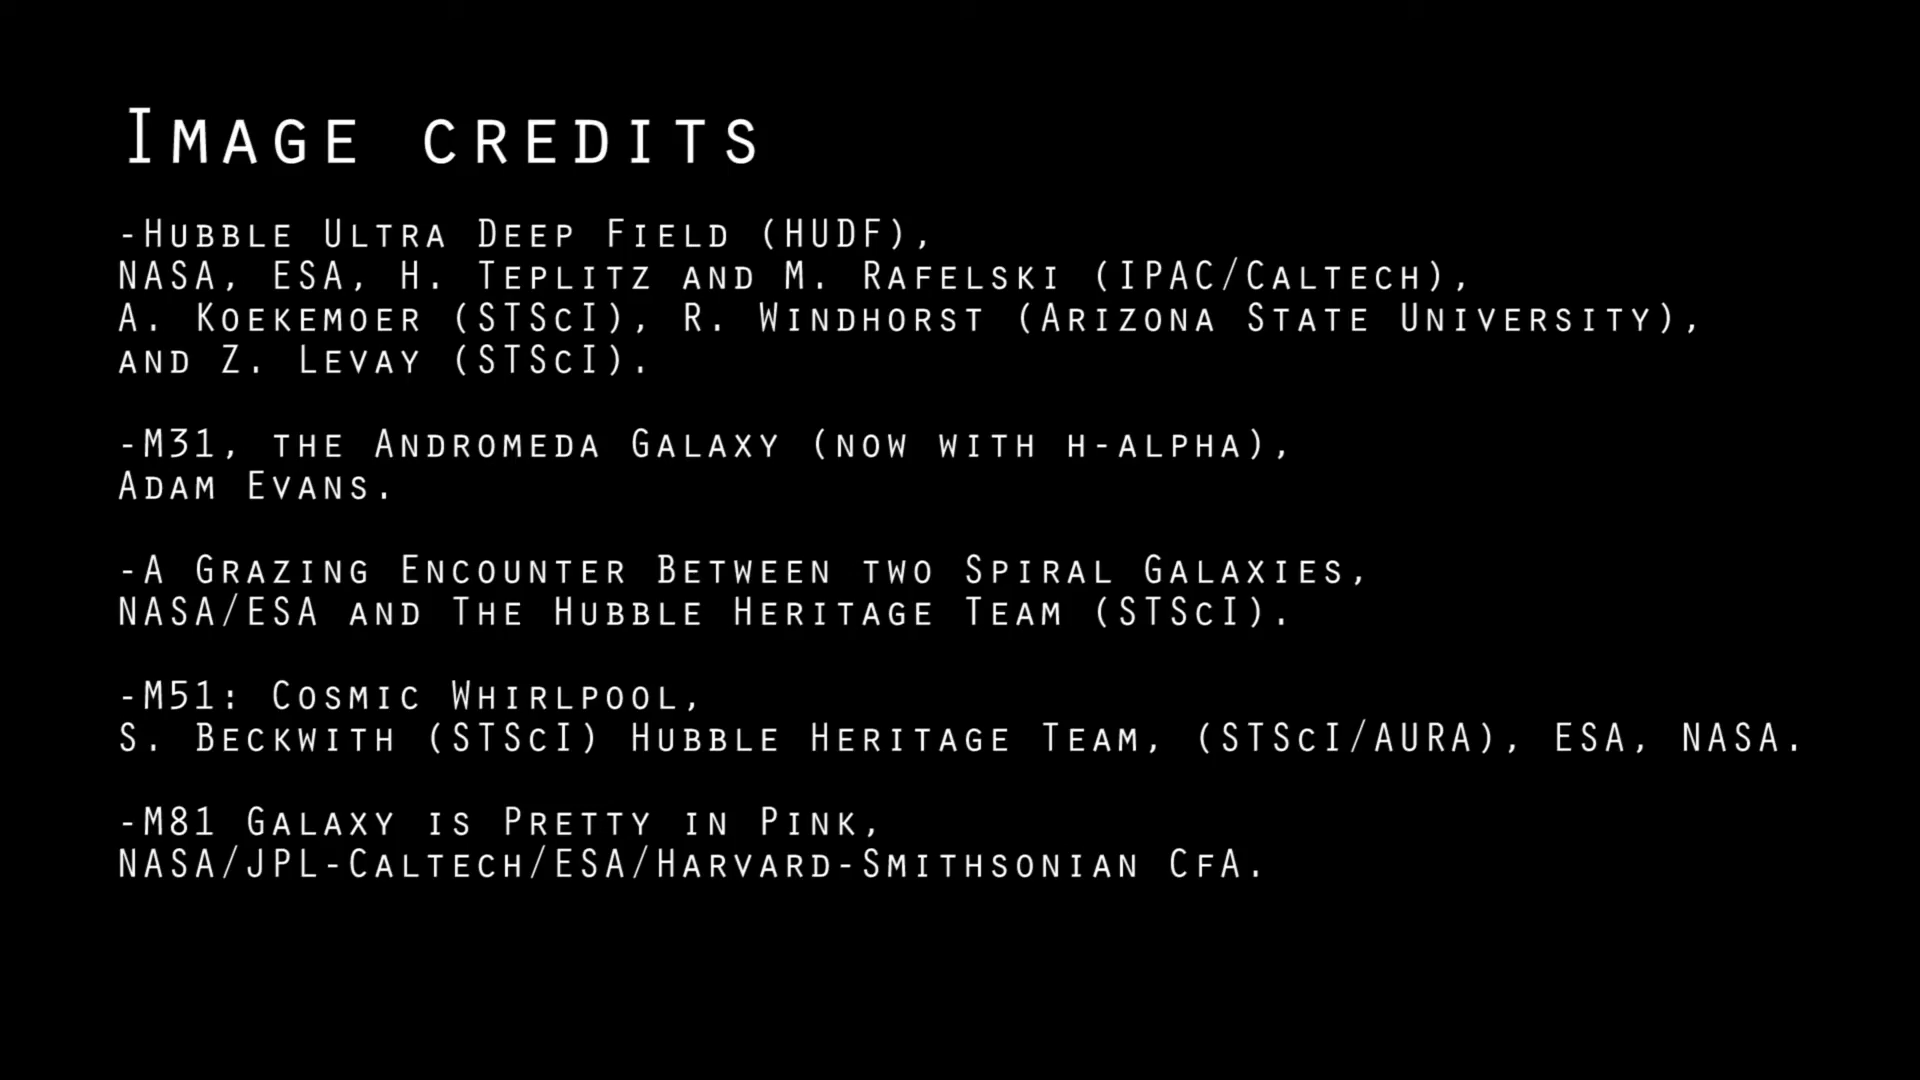 Image credits
-Hubble Ultra Deep Field (HUDF),
NASA, ESA, H. Teplitz and M. Rafelski (IPAC/Caltech),
A. Koekemoer (STScI), R. Windhorst (Arizona State University),
and Z. Levay (STScI).
-M31, the Andromeda Galaxy (now with h-alpha),
Adam Evans.
-A Grazing Encounter Between two Spiral Galaxies,
NASA/ESA and The Hubble Heritage Team (STScI).
-M51: Cosmic Whirlpool,
S. Beckwith (STScI) Hubble Heritage Team, (STScI/AURA), ESA, NASA.
-M81 Galaxy is Pretty in Pink,
NASA/JPL-Caltech/ESA/Harvard-Smithsonian CfA.